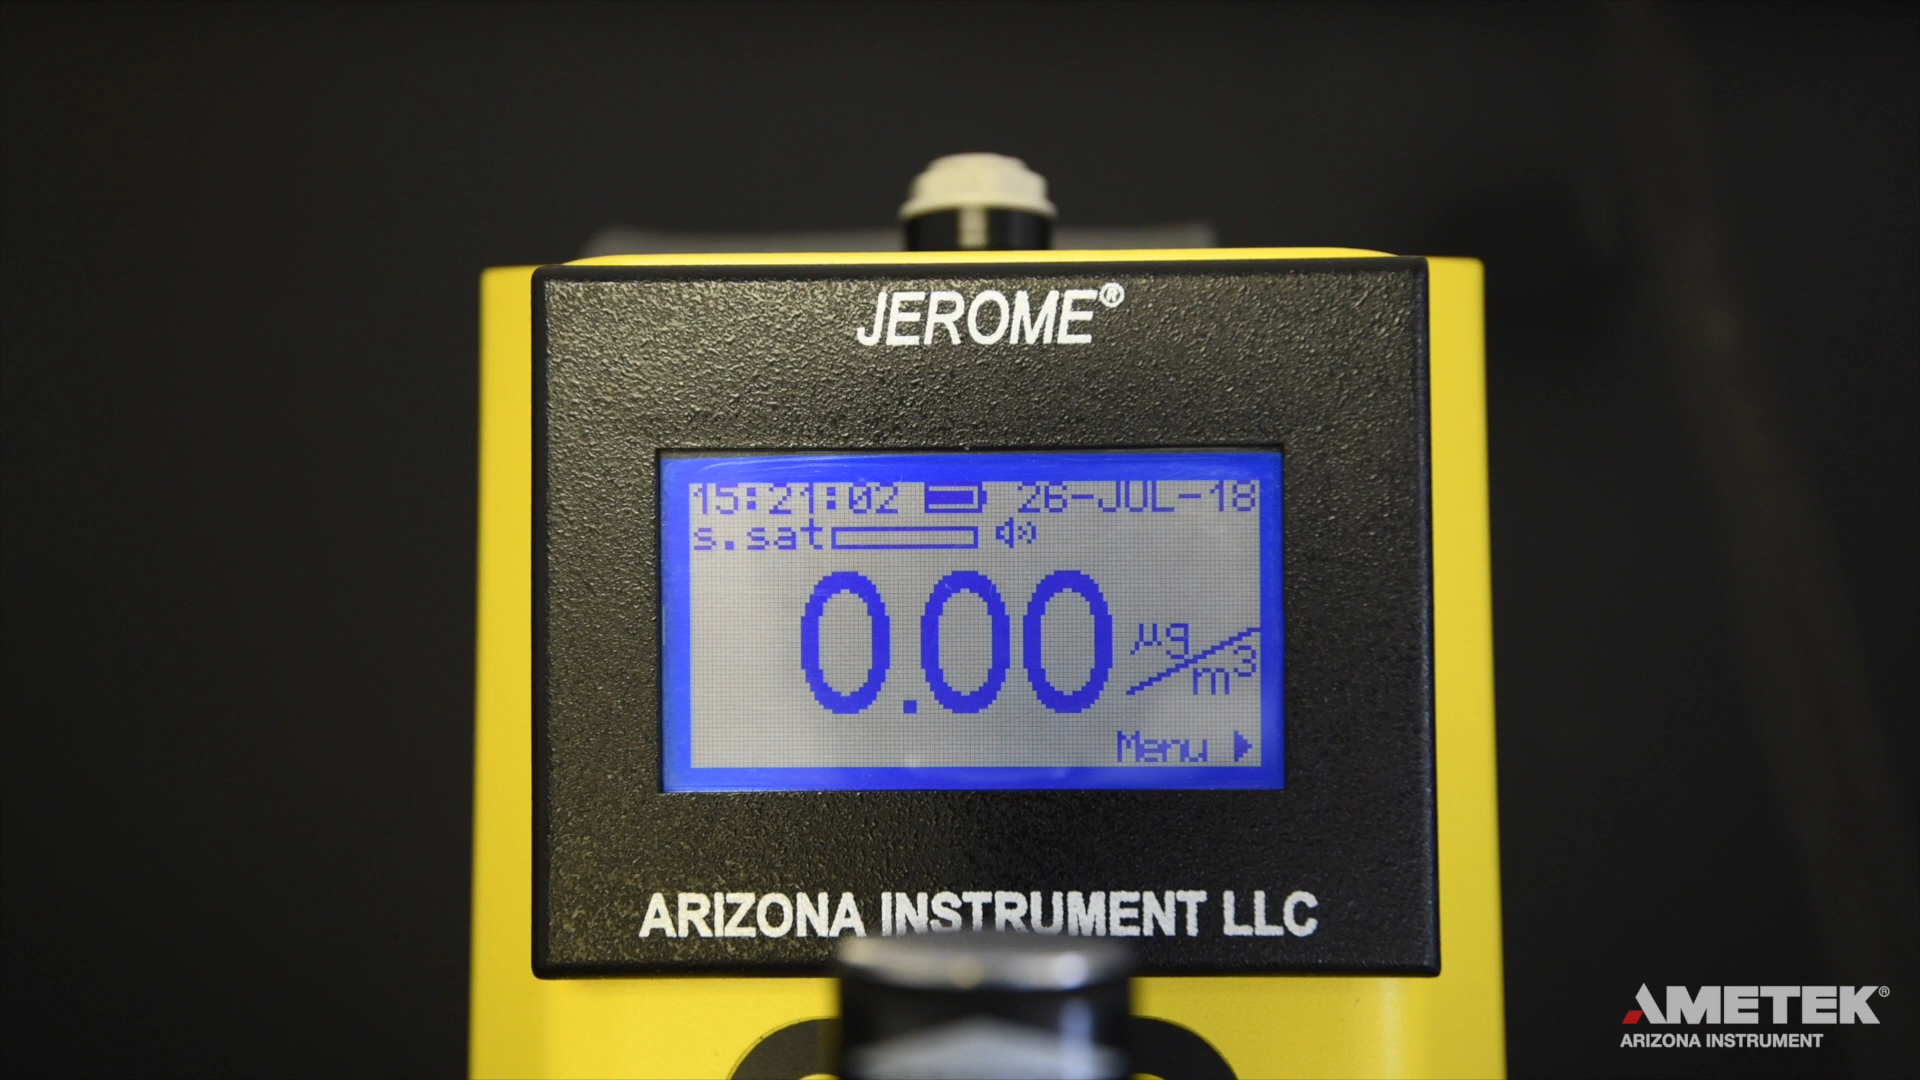 JEROME®
15:21:02 26-JUL-18
s.sat
0.00 µg/m³
Menu
ARIZONA INSTRUMENT LLC
AMETEK®
ARIZONA INSTRUMENT